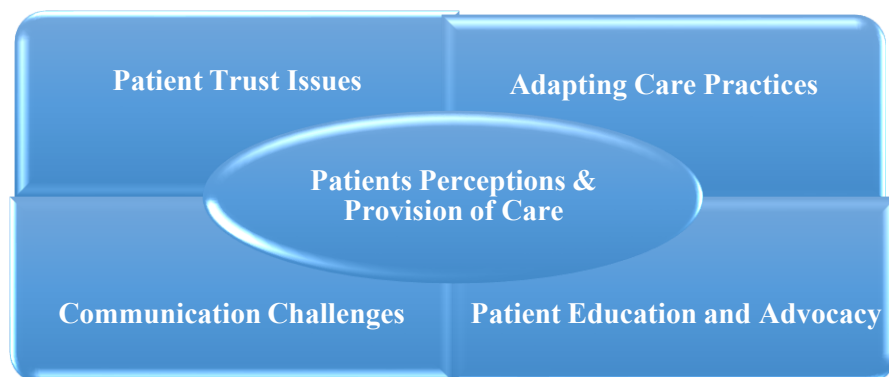 Patient Trust Issues
Adapting Care Practices
Patients Perceptions &
Provision of Care
Communication Challenges
Patient Education and Advocacy